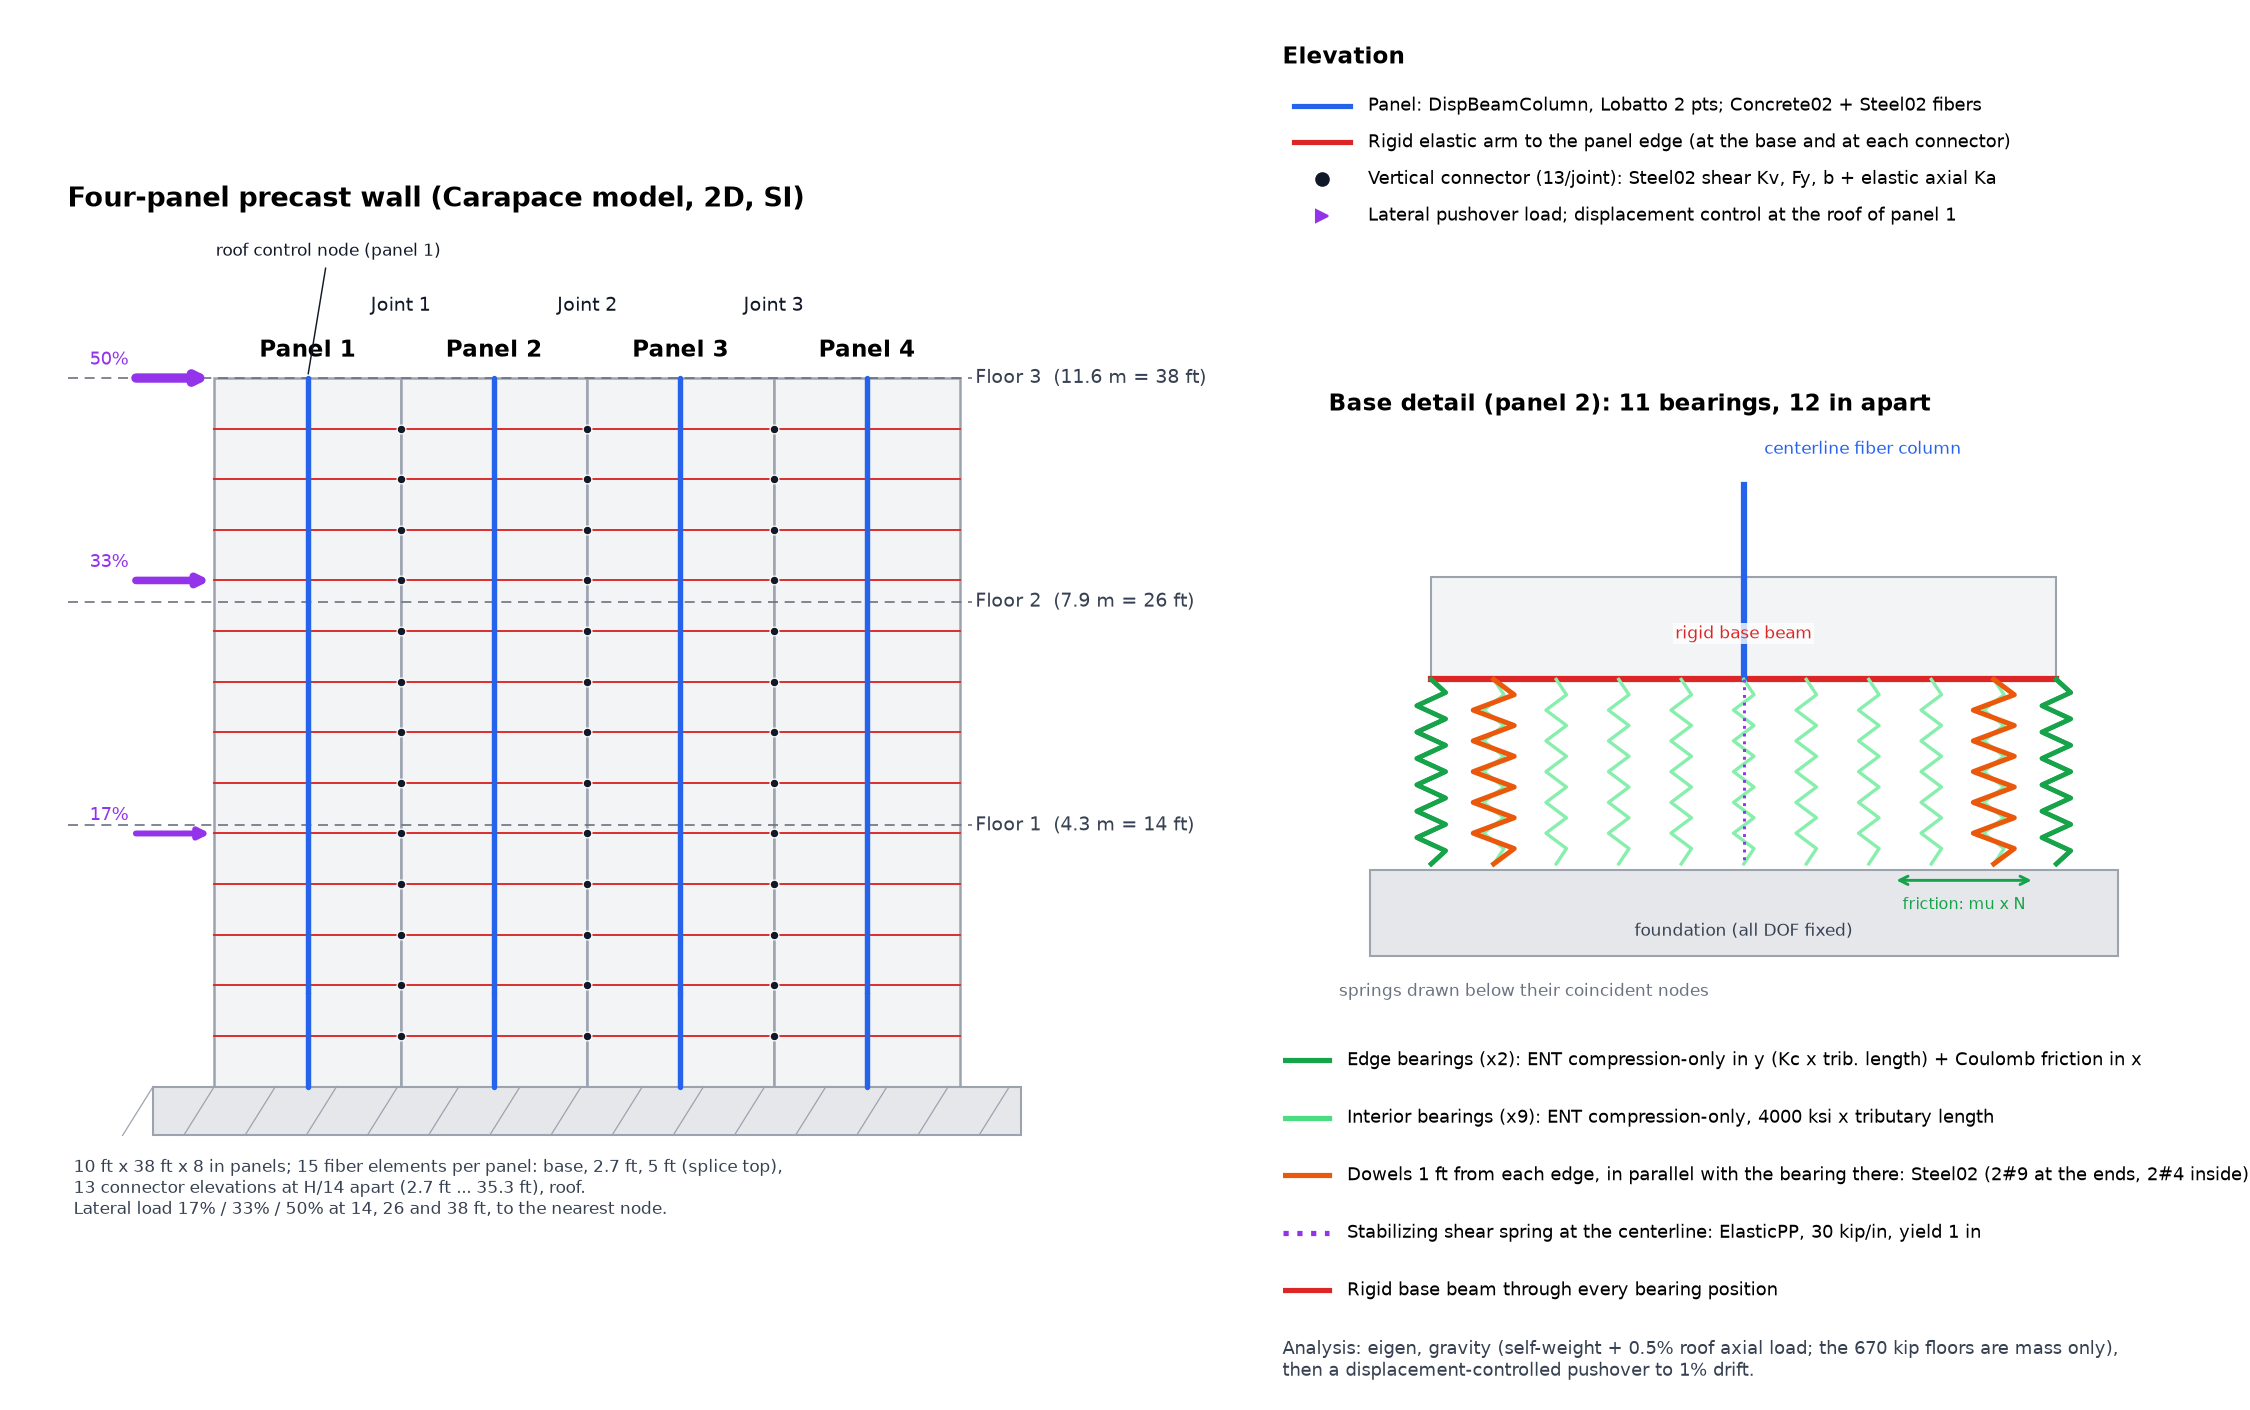 Four-panel precast wall (Carapace model, 2D, SI)
roof control node (panel 1)
Joint 1
Joint 2
Joint 3
Panel 1
Panel 2
Panel 3
Panel 4
50%
Floor 3 (11.6 m = 38 ft)
33%
Floor 2 (7.9 m = 26 ft)
17%
Floor 1 (4.3 m = 14 ft)
10 ft x 38 ft x 8 in panels; 15 fiber elements per panel: base, 2.7 ft, 5 ft (splice top),
13 connector elevations at H/14 apart (2.7 ft ... 35.3 ft), roof.
Lateral load 17% / 33% / 50% at 14, 26 and 38 ft, to the nearest node.
Elevation
Panel: DispBeamColumn, Lobatto 2 pts; Concrete02 + Steel02 fibers
Rigid elastic arm to the panel edge (at the base and at each connector)
Vertical connector (13/joint): Steel02 shear Kv, Fy, b + elastic axial Ka
Lateral pushover load; displacement control at the roof of panel 1
Base detail (panel 2): 11 bearings, 12 in apart
centerline fiber column
rigid base beam
friction: mu x N
foundation (all DOF fixed)
springs drawn below their coincident nodes
Edge bearings (x2): ENT compression-only in y (Kc x trib. length) + Coulomb friction in x
Interior bearings (x9): ENT compression-only, 4000 ksi x tributary length
Dowels 1 ft from each edge, in parallel with the bearing there: Steel02 (2#9 at the ends, 2#4 inside)
Stabilizing shear spring at the centerline: ElasticPP, 30 kip/in, yield 1 in
Rigid base beam through every bearing position
Analysis: eigen, gravity (self-weight + 0.5% roof axial load; the 670 kip floors are mass only),
then a displacement-controlled pushover to 1% drift.